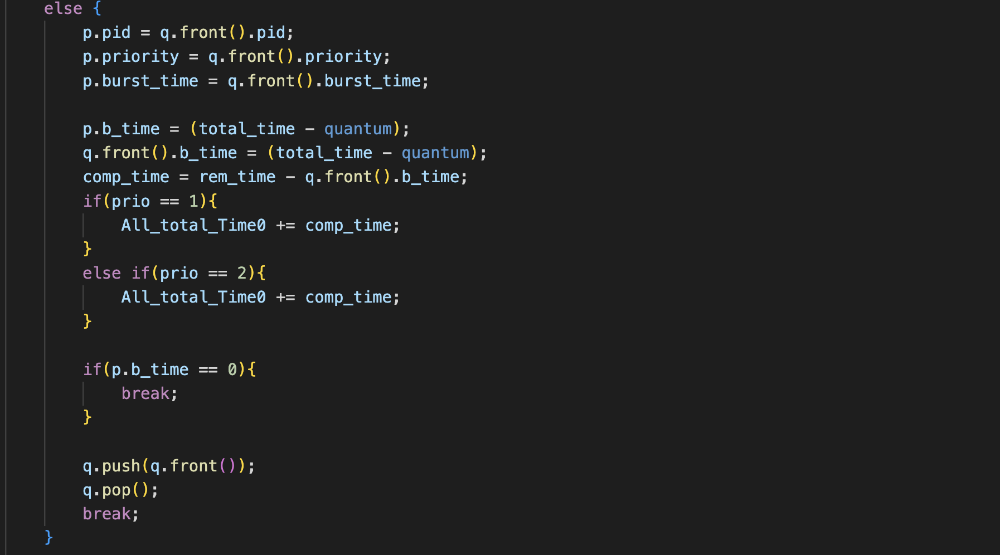 else {
p.pid = q.front().pid;
p.priority = q.front().priority;
p.burst_time = q.front().burst_time;
p.b_time = (total_time - quantum);
q.front().b_time = (total_time - quantum);
comp_time = rem_time - q.front().b_time;
if(prio == 1){
All_total_Time0 += comp_time;
}
else if(prio == 2){
All_total_Time0 += comp_time;
}
if(p.b_time == 0){
break;
}
q.push(q.front());
q.pop();
break;
}